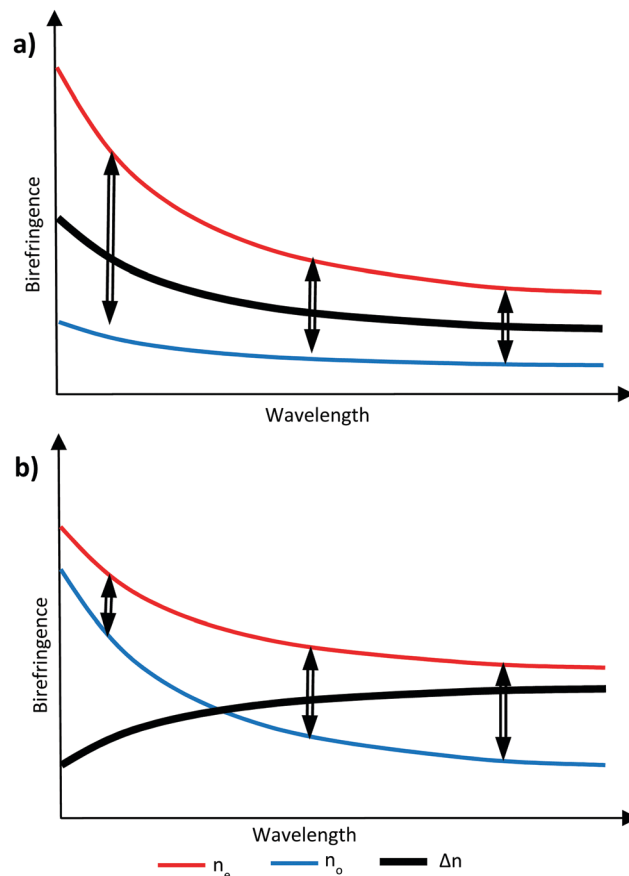 a)
Birefringence
Wavelength
b)
Birefringence
Wavelength
nₑ nₒ Δn